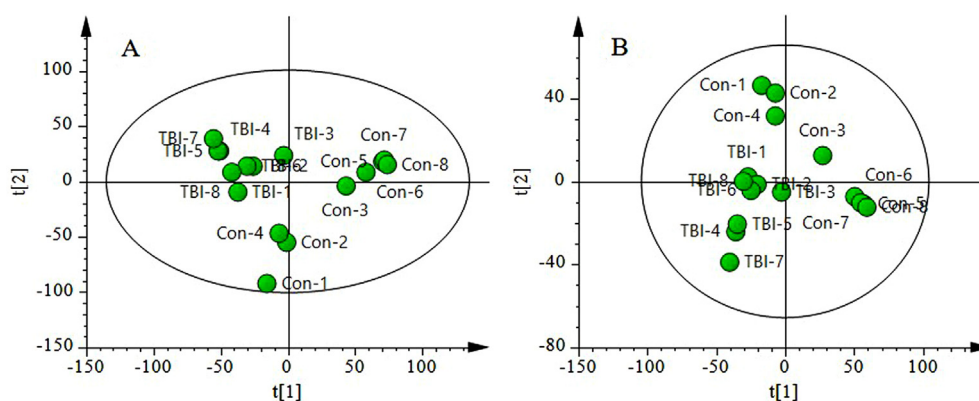 A
100
50
0
-50
-100
-150
t[2]
TBI-7
TBI-4
TBI-5
TBI-3
Con-7
Con-5
Con-8
TBI-8
TBI-1
Con-6
Con-3
Con-4
Con-2
Con-1
-150
-100
-50
0
50
100
t[1]
B
40
0
-40
-80
t[2]
Con-1
Con-2
Con-4
Con-3
TBI-1
TBI-8
TBI-2
TBI-6
TBI-3
Con-6
Con-5
Con-7
Con-8
TBI-4
TBI-5
TBI-7
-150
-100
-50
0
50
100
t[1]